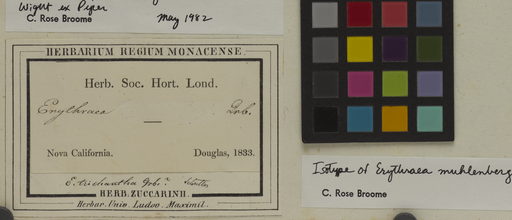 Wight ex Piper
C. Rose Broome May 1982
HERBARIUM REGIUM MONACENSE.
Herb. Soc. Hort. Lond.
Erythraea
Nova California. Douglas, 1833.
E. trichantha
HERB. ZUCCARINII.
Herbar. Univ. Ludov. Maximil.
Isotype of Erythraea muhlenberg
C. Rose Broome